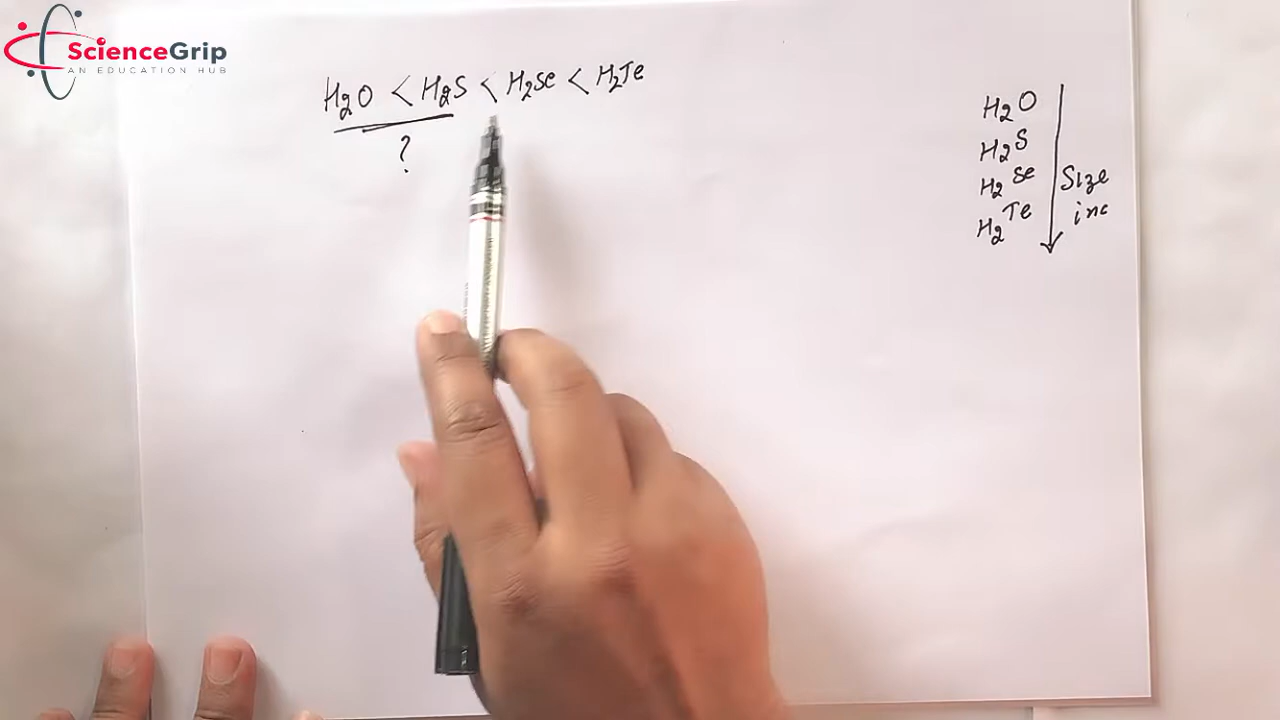 ScienceGrip
AN EDUCATION HUB
H2O < H2S < H2Se < H2Te
?
H2O
H2S
H2Se
H2Te
Size
inc